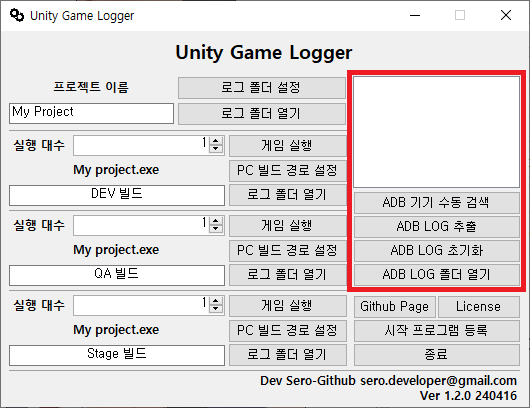 Unity Game Logger
Unity Game Logger
프로젝트 이름
로그 폴더 설정
My Project
로그 폴더 열기
실행 대수
1
게임 실행
My project.exe
PC 빌드 경로 설정
DEV 빌드
로그 폴더 열기
실행 대수
1
게임 실행
My project.exe
PC 빌드 경로 설정
QA 빌드
로그 폴더 열기
실행 대수
1
게임 실행
My project.exe
PC 빌드 경로 설정
Stage 빌드
로그 폴더 열기
ADB 기기 수동 검색
ADB LOG 추출
ADB LOG 초기화
ADB LOG 폴더 열기
Github Page
License
시작 프로그램 등록
종료
Dev Sero-Github sero.developer@gmail.com
Ver 1.2.0 240416